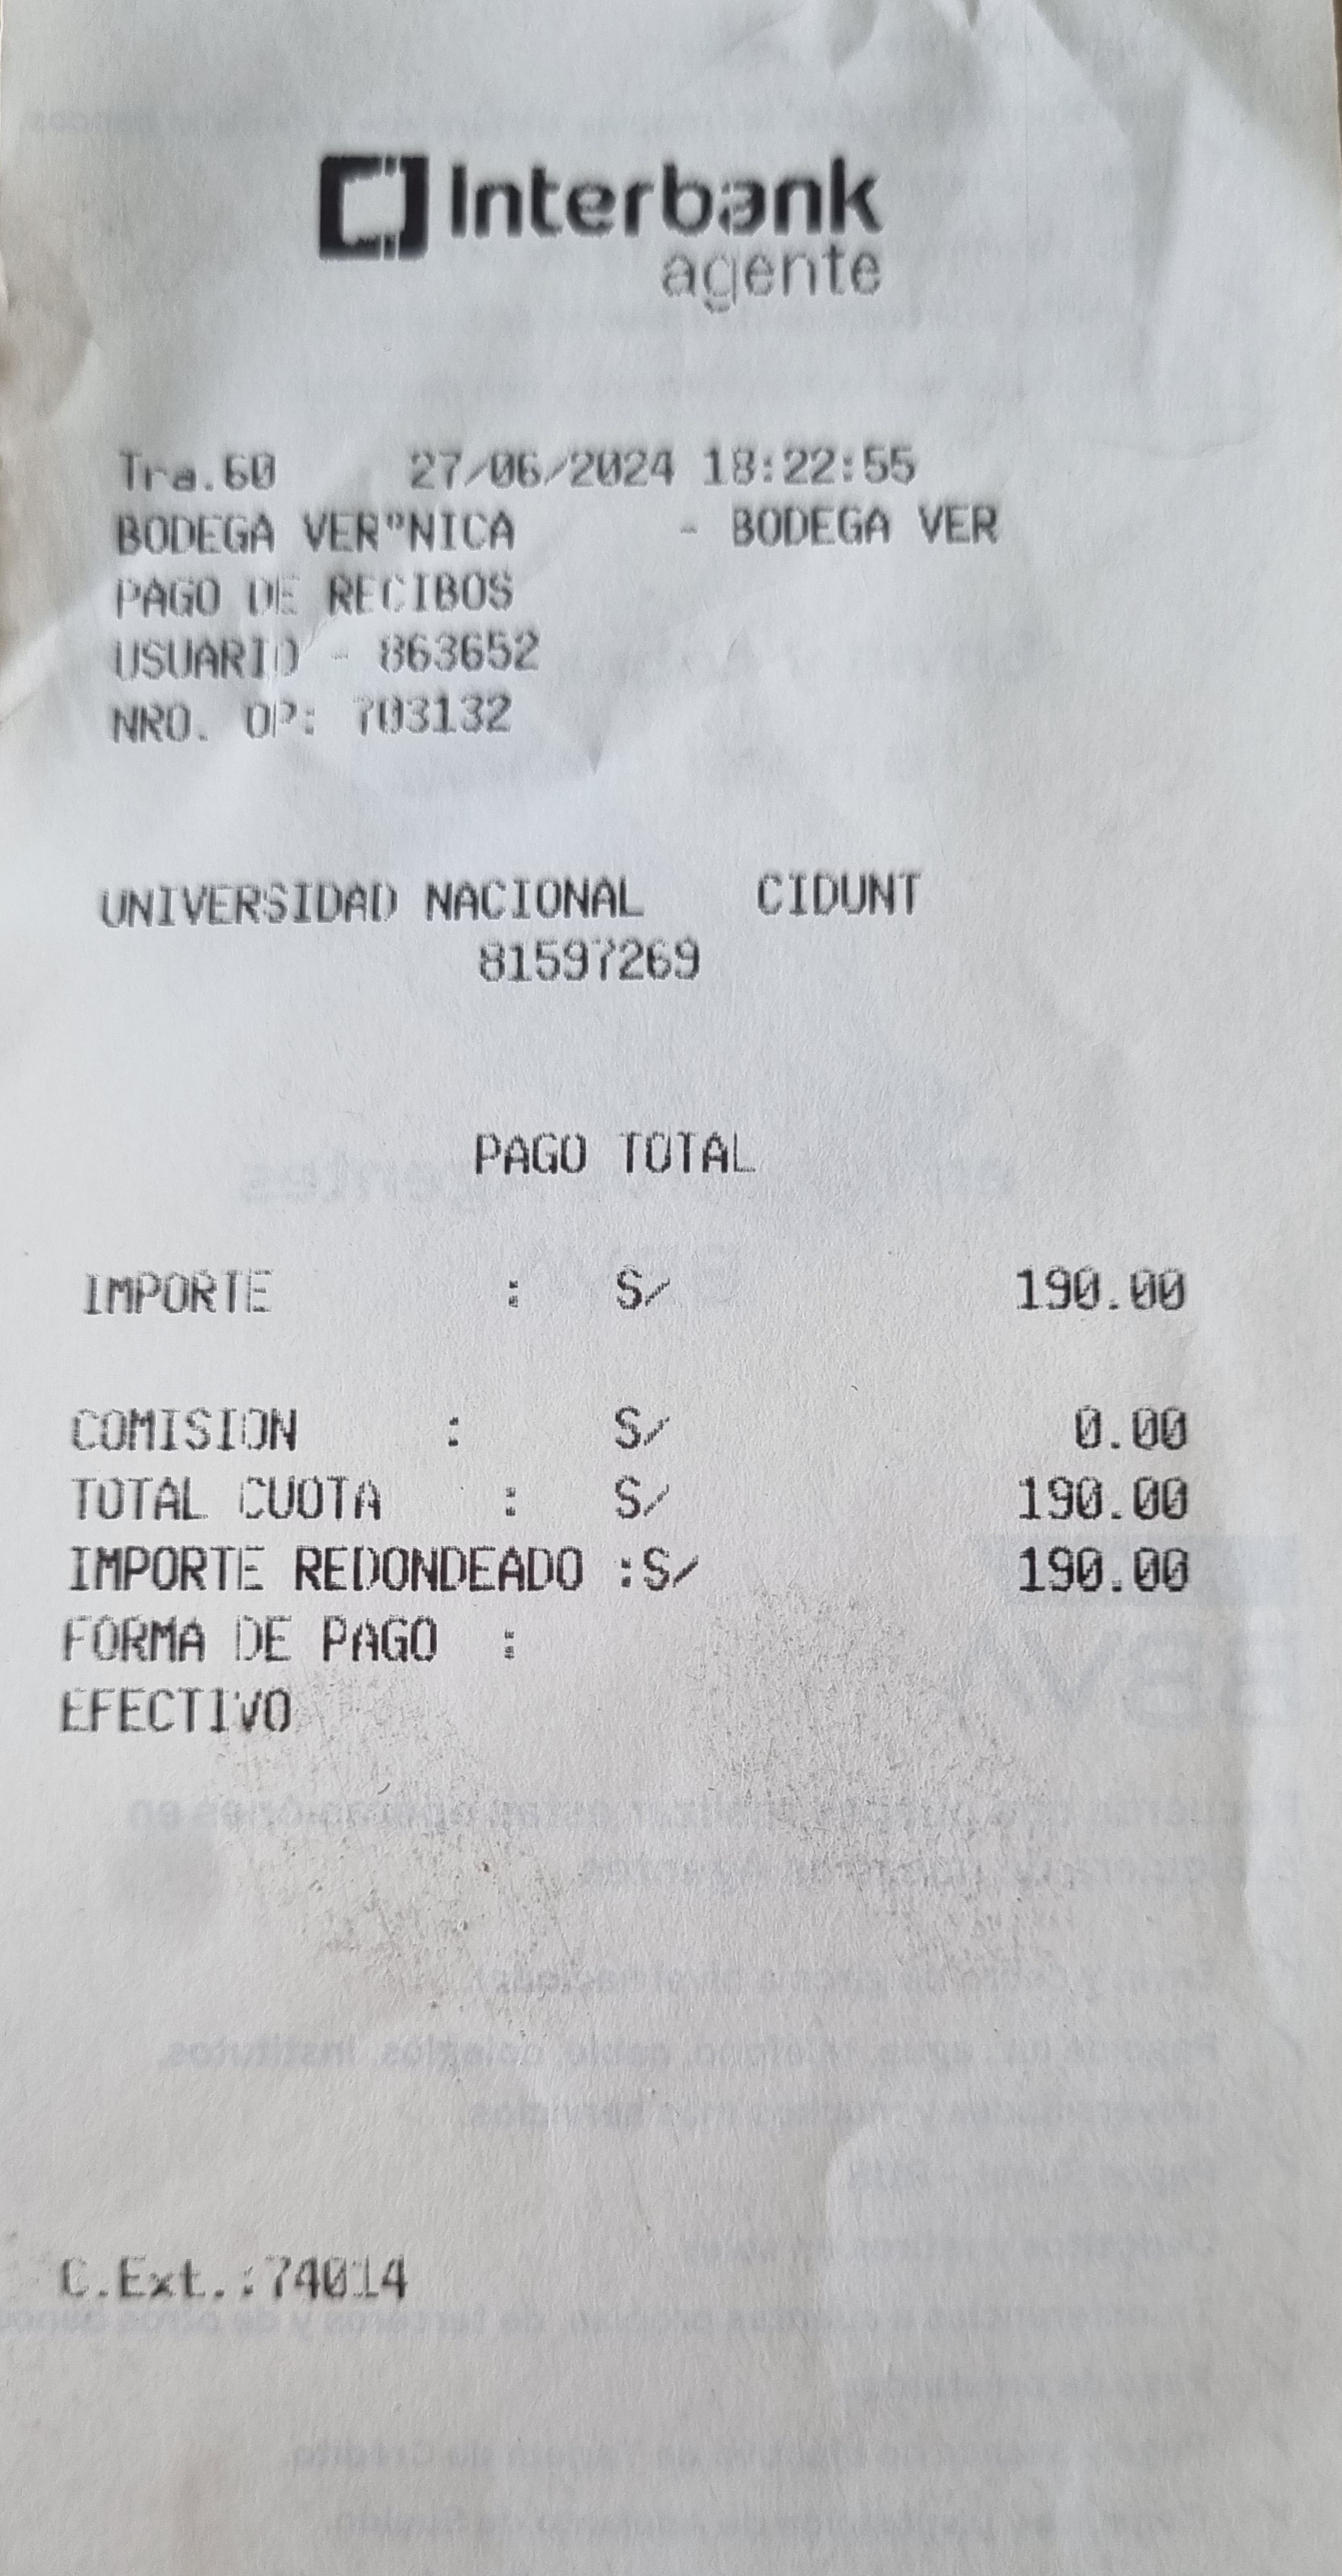 Interbank
agente
Tra.60 27/06/2024 18:22:55
BODEGA VERºNICA - BODEGA VER
PAGO DE RECIBOS
USUARIO - 863652
NRO. OP: 703132
UNIVERSIDAD NACIONAL CIDUNT
81597269
PAGO TOTAL
IMPORTE : S/ 190.00
COMISION : S/ 0.00
TOTAL CUOTA : S/ 190.00
IMPORTE REDONDEADO :S/ 190.00
FORMA DE PAGO :
EFECTIVO
C.Ext.:74014